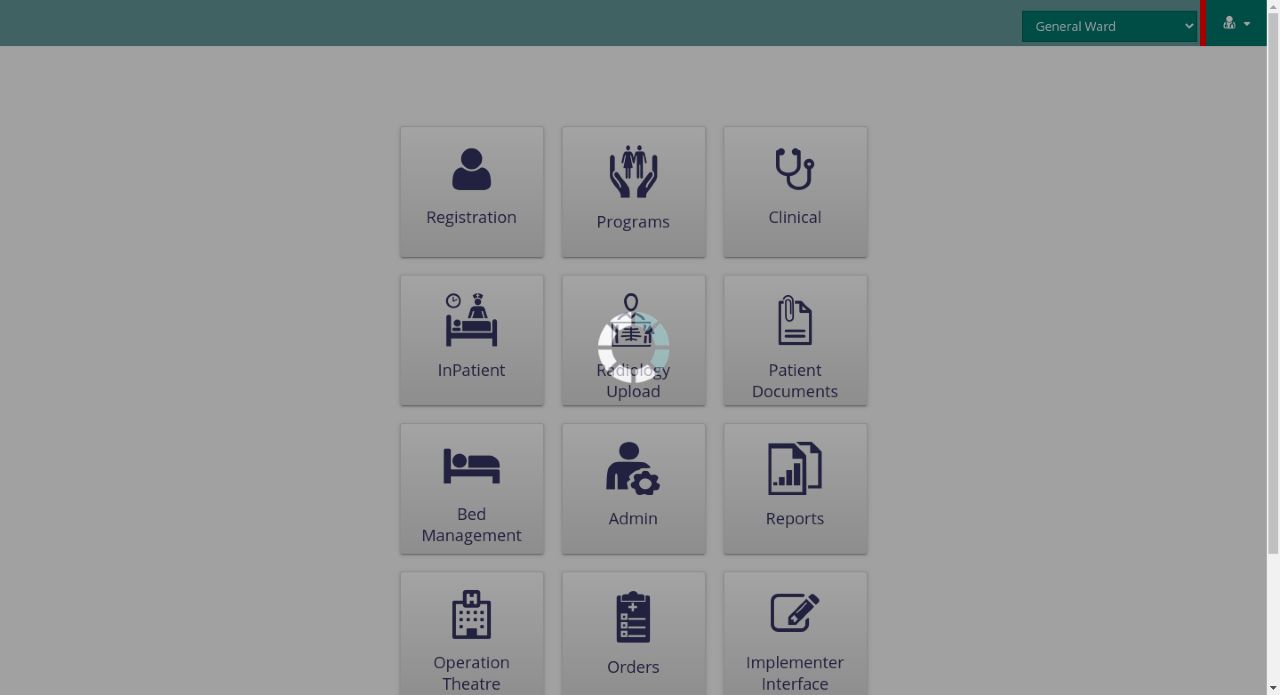 General Ward
Registration
Programs
Clinical
InPatient
Radiology
Upload
Patient
Documents
Bed
Management
Admin
Reports
Operation
Theatre
Orders
Implementer
Interface